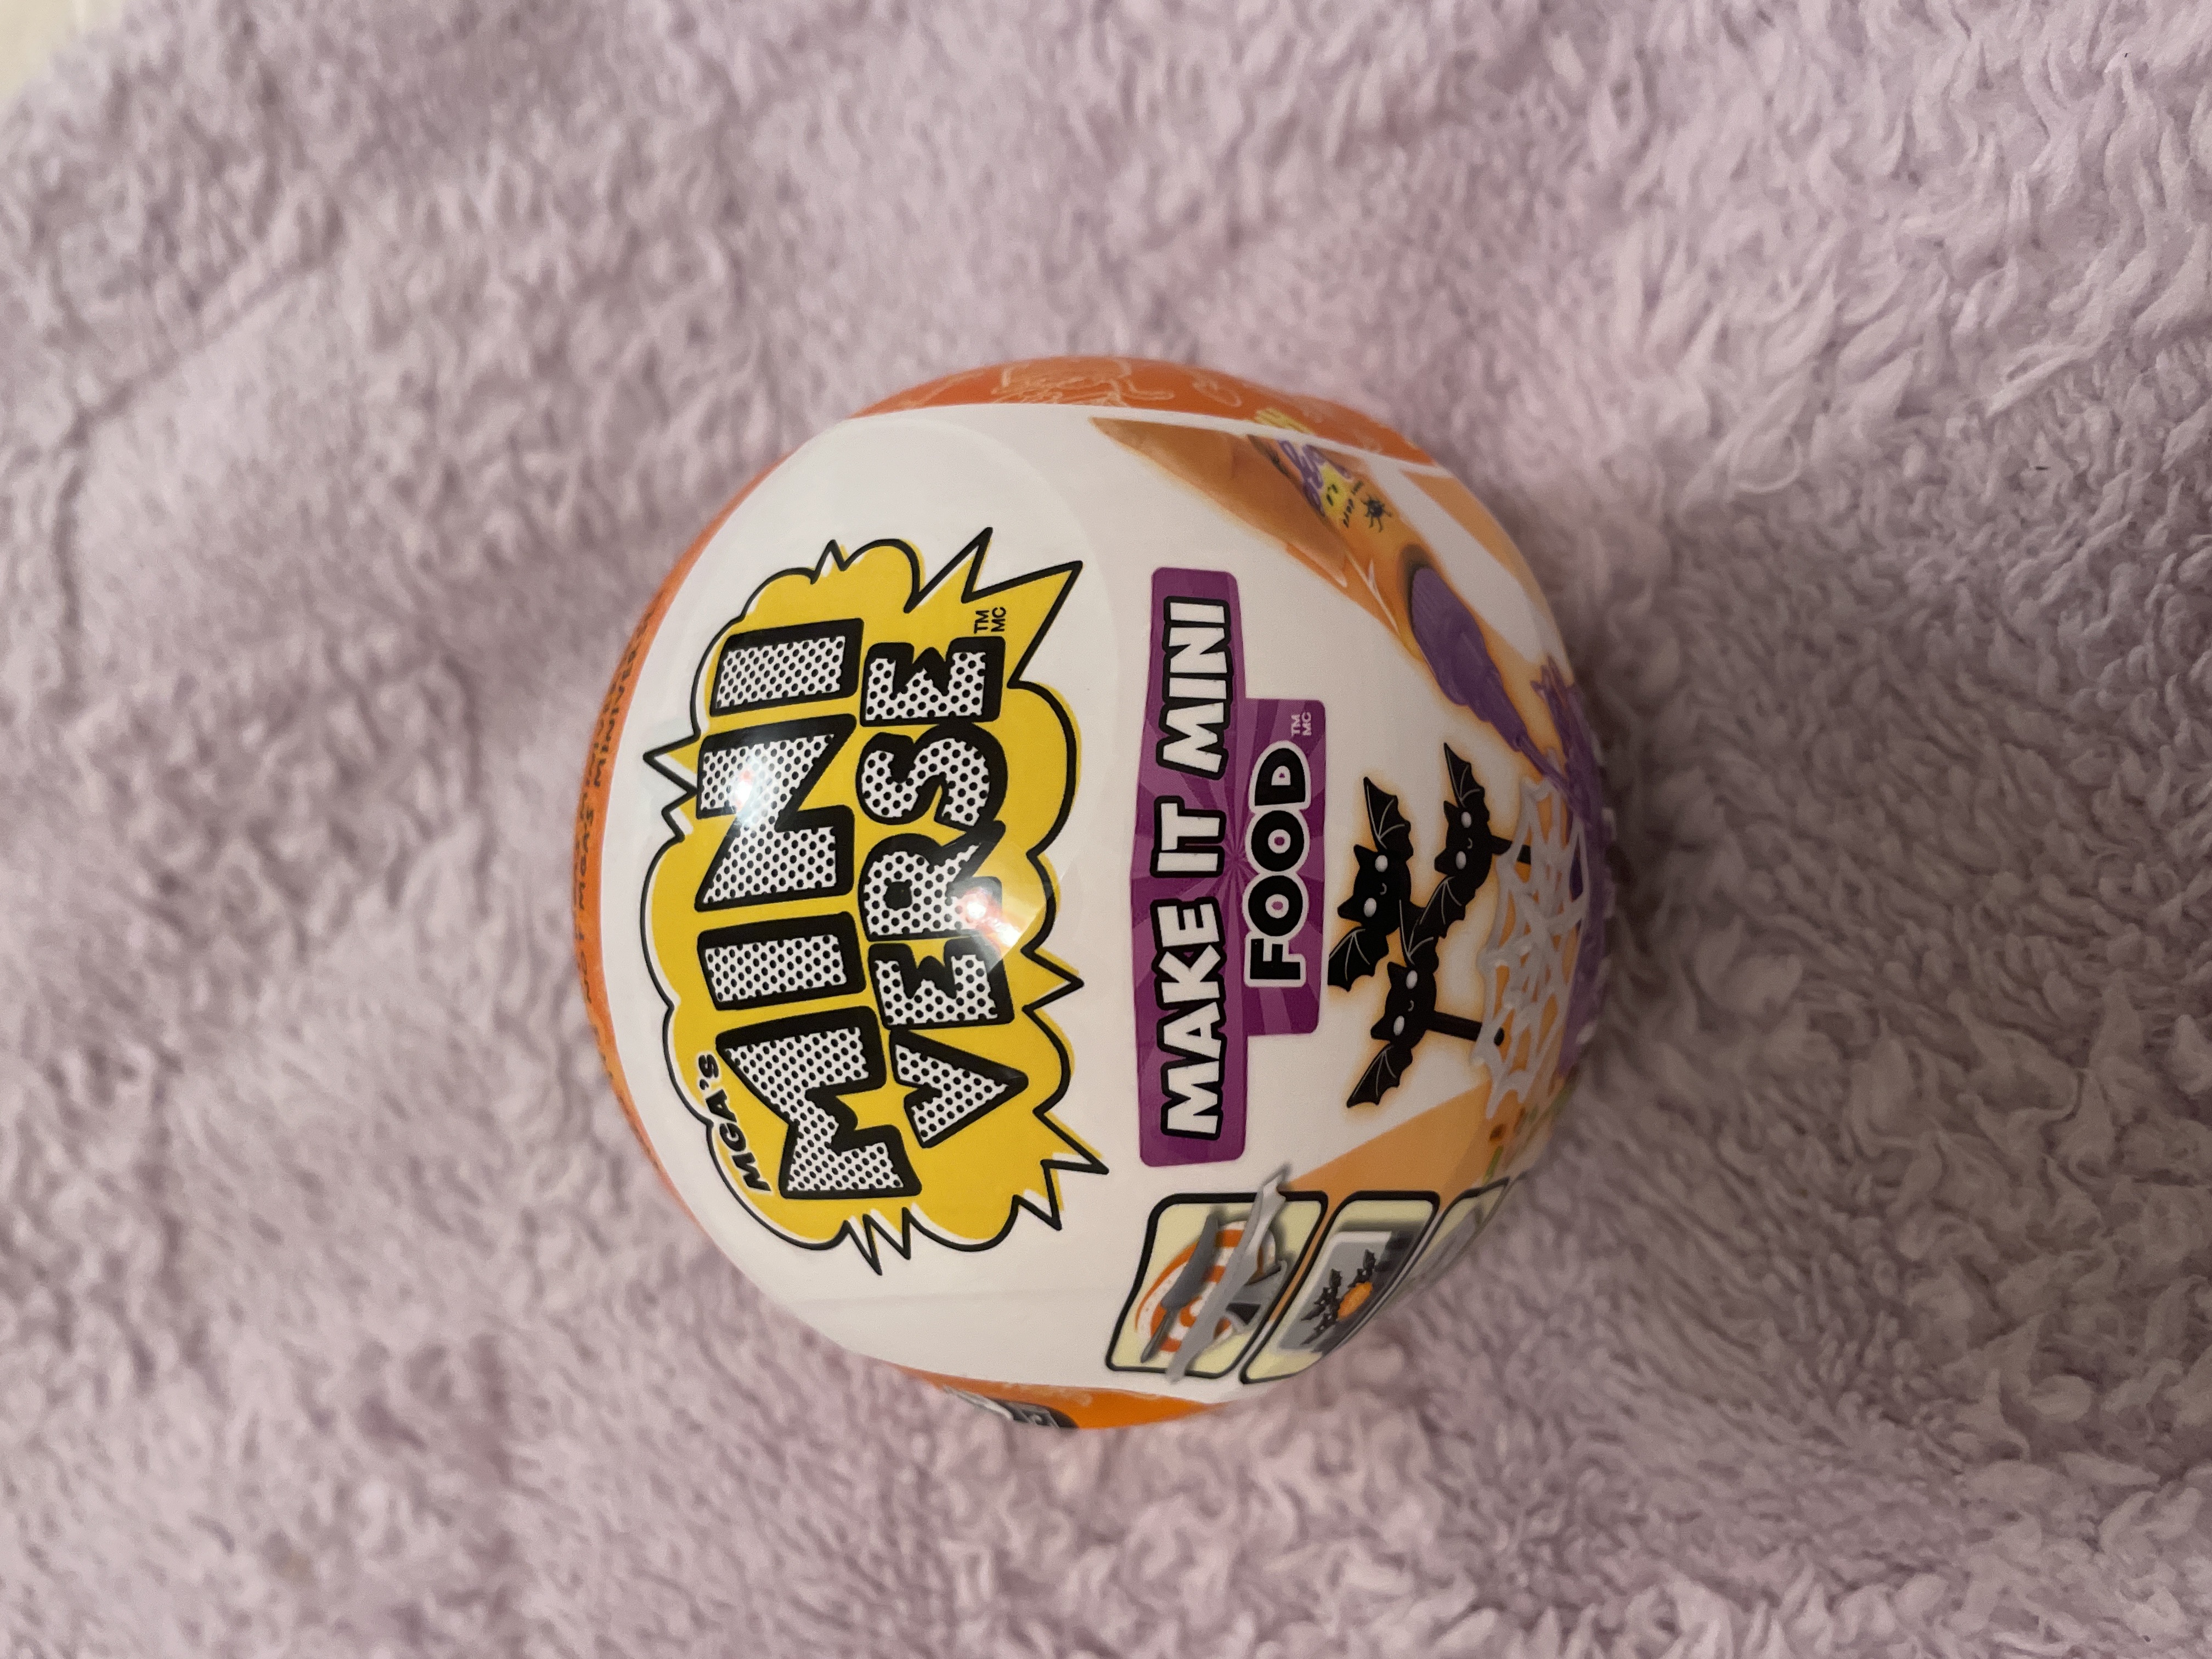 MGA'S
MINI
VERSE
TM
MC
MAKE IT MINI
FOOD
TM
MC